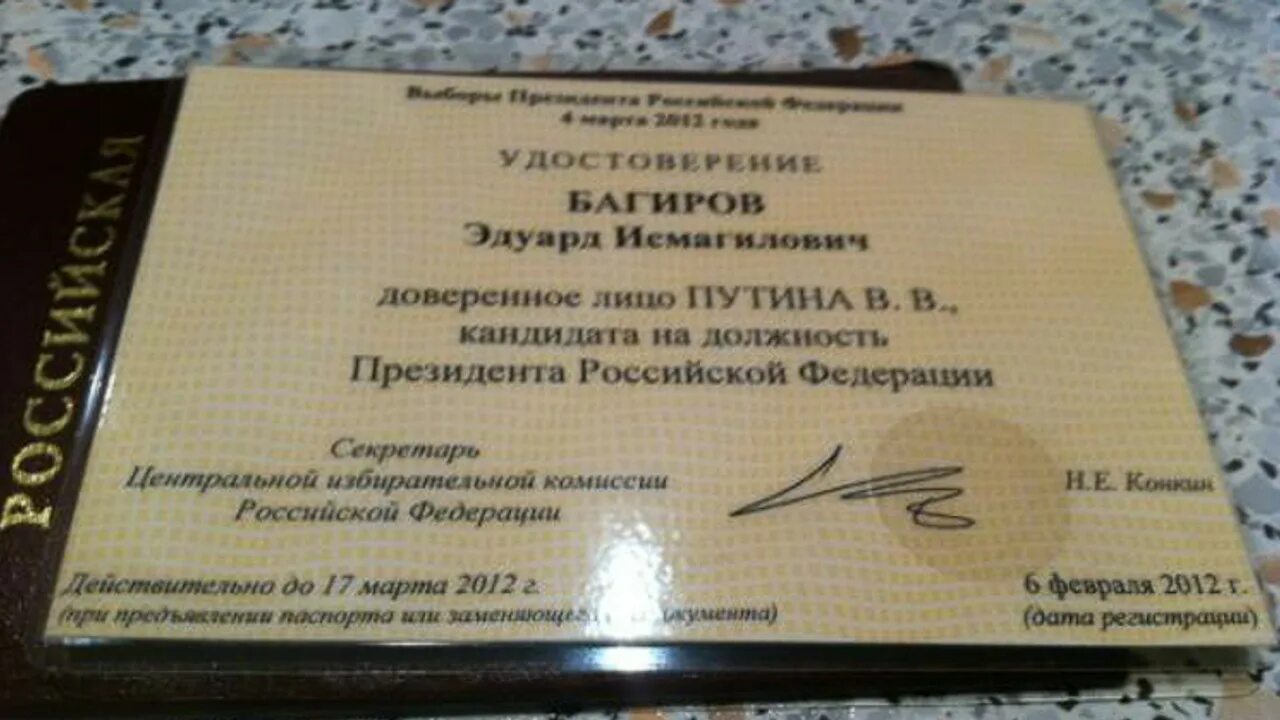 РОССИЙСКАЯ
Выборы Президента Российской Федерации
4 марта 2012 года
УДОСТОВЕРЕНИЕ
БАГИРОВ
Эдуард Исмагилович
доверенное лицо ПУТИНА В. В.,
кандидата на должность
Президента Российской Федерации
Секретарь
Центральной избирательной комиссии
Российской Федерации
Н.Е. Конкин
Действительно до 17 марта 2012 г.
(при предъявлении паспорта или
6 февраля 2012 г.
(дата регистрации)